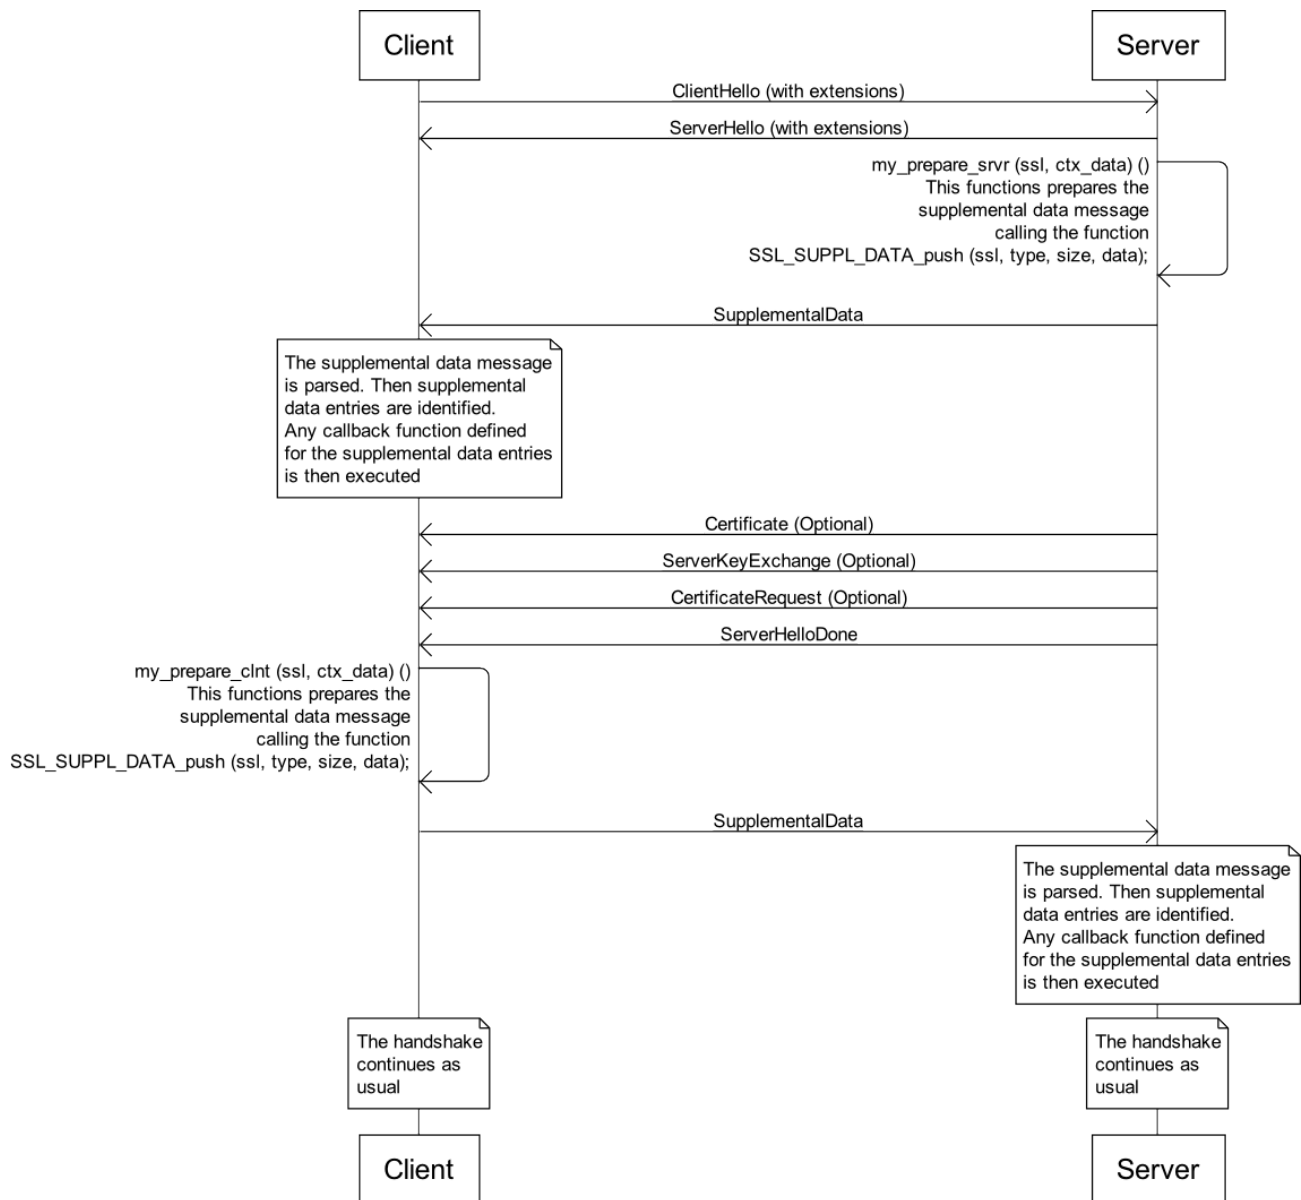 Client
Server
ClientHello (with extensions)
ServerHello (with extensions)
my_prepare_srvr (ssl, ctx_data) ()
This functions prepares the
supplemental data message
calling the function
SSL_SUPPL_DATA_push (ssl, type, size, data);
SupplementalData
The supplemental data message
is parsed. Then supplemental
data entries are identified.
Any callback function defined
for the supplemental data entries
is then executed
Certificate (Optional)
ServerKeyExchange (Optional)
CertificateRequest (Optional)
ServerHelloDone
my_prepare_clnt (ssl, ctx_data) ()
This functions prepares the
supplemental data message
calling the function
SSL_SUPPL_DATA_push (ssl, type, size, data);
SupplementalData
The supplemental data message
is parsed. Then supplemental
data entries are identified.
Any callback function defined
for the supplemental data entries
is then executed
The handshake
continues as
usual
The handshake
continues as
usual
Client
Server